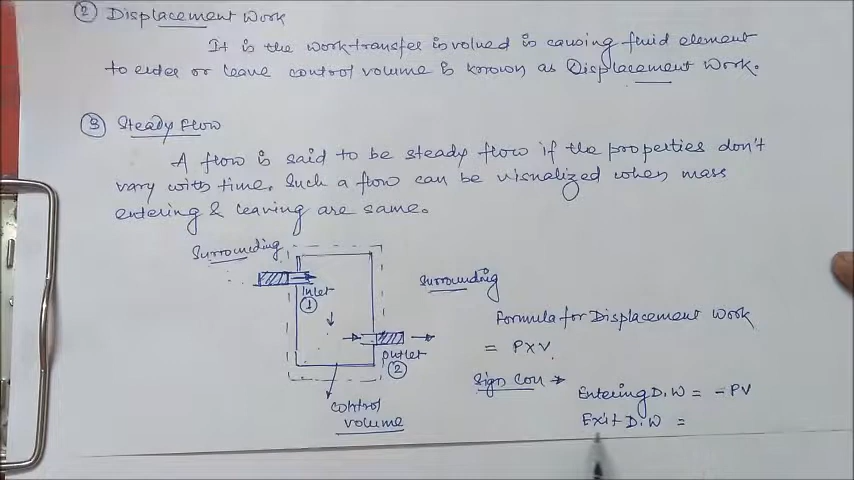 ② Displacement Work
It is the work transfer involved is causing fluid element
to enter or leave control volume is known as Displacement Work.
③ Steady Flow
A flow is said to be steady flow if the properties don't
vary with time. Such a flow can be visualized when mass
entering & leaving are same.
Surrounding
Inlet
①
outlet
②
control
volume
Surrounding
Formula for Displacement Work
= P×V.
Sign Con →
Entering D.W = -PV
Exit D.W =